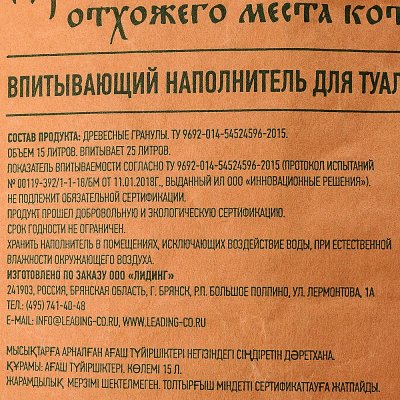 ОТХОЖЕГО МЕСТА КОТ
ВПИТЫВАЮЩИЙ НАПОЛНИТЕЛЬ ДЛЯ ТУАЛ
СОСТАВ ПРОДУКТА: ДРЕВЕСНЫЕ ГРАНУЛЫ. ТУ 9692-014-54524596-2015.
ОБЪЕМ 15 ЛИТРОВ. ВПИТЫВАЕТ 25 ЛИТРОВ.
ПОКАЗАТЕЛЬ ВПИТЫВАЕМОСТИ СОГЛАСНО ТУ 9692-014-54524596-2015 (ПРОТОКОЛ ИСПЫТАНИЙ
№ 00119-392/1-1-18/БМ ОТ 11.01.2018Г., ВЫДАННЫЙ ИЛ ООО «ИННОВАЦИОННЫЕ РЕШЕНИЯ»).
НЕ ПОДЛЕЖИТ ОБЯЗАТЕЛЬНОЙ СЕРТИФИКАЦИИ.
ПРОДУКТ ПРОШЕЛ ДОБРОВОЛЬНУЮ И ЭКОЛОГИЧЕСКУЮ СЕРТИФИКАЦИЮ.
СРОК ГОДНОСТИ НЕ ОГРАНИЧЕН.
ХРАНИТЬ НАПОЛНИТЕЛЬ В ПОМЕЩЕНИЯХ, ИСКЛЮЧАЮЩИХ ВОЗДЕЙСТВИЕ ВОДЫ, ПРИ ЕСТЕСТВЕННОЙ
ВЛАЖНОСТИ ОКРУЖАЮЩЕГО ВОЗДУХА.
ИЗГОТОВЛЕНО ПО ЗАКАЗУ ООО «ЛИДИНГ»
241903, РОССИЯ, БРЯНСКАЯ ОБЛАСТЬ, Г. БРЯНСК, Р.П. БОЛЬШОЕ ПОЛПИНО, УЛ. ЛЕРМОНТОВА, 1А
ТЕЛ.: (495) 741-40-48
E-MAIL: INFO@LEADING-CO.RU, WWW.LEADING-CO.RU
МЫСЫҚТАРҒА АРНАЛҒАН АҒАШ ТҮЙІРШІКТЕРІ НЕГІЗІНДЕГІ СІҢДІРЕТІН ДӘРЕТХАНА.
ҚҰРАМЫ: АҒАШ ТҮЙІРШІКТЕРІ. КӨЛЕМІ 15 Л.
ЖАРАМДЫЛЫҚ МЕРЗІМІ ШЕКТЕЛМЕГЕН. ТОЛТЫРҒЫШ МІНДЕТТІ СЕРТИФИКАТТАУҒА ЖАТПАЙДЫ.